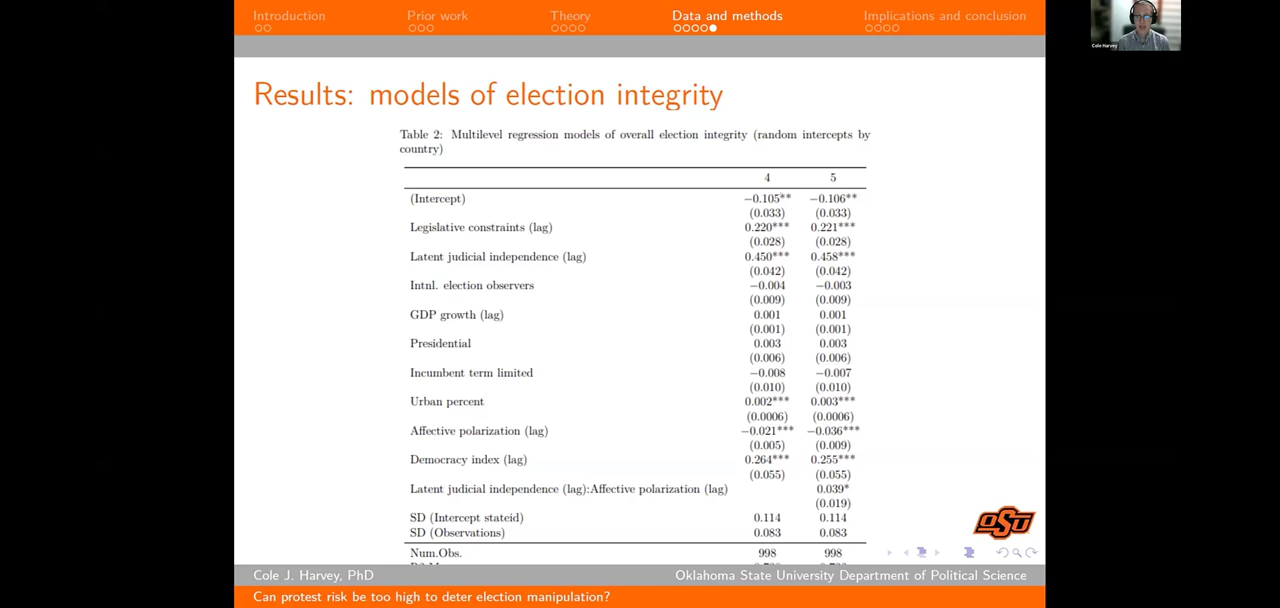 Introduction Prior work Theory Data and methods Implications and conclusion
Cole Harvey
Results: models of election integrity
Table 2: Multilevel regression models of overall election integrity (random intercepts by
country)
4 5
(Intercept) −0.105** −0.106**
(0.033) (0.033)
Legislative constraints (lag) 0.220*** 0.221***
(0.028) (0.028)
Latent judicial independence (lag) 0.450*** 0.458***
(0.042) (0.042)
Intnl. election observers −0.004 −0.003
(0.009) (0.009)
GDP growth (lag) 0.001 0.001
(0.001) (0.001)
Presidential 0.003 0.003
(0.006) (0.006)
Incumbent term limited −0.008 −0.007
(0.010) (0.010)
Urban percent 0.002*** 0.003***
(0.0006) (0.0006)
Affective polarization (lag) −0.021*** −0.036***
(0.005) (0.009)
Democracy index (lag) 0.264*** 0.255***
(0.055) (0.055)
Latent judicial independence (lag):Affective polarization (lag) 0.039*
(0.019)
SD (Intercept stateid) 0.114 0.114
SD (Observations) 0.083 0.083
Num.Obs. 998 998
OSU
Cole J. Harvey, PhD Oklahoma State University Department of Political Science
Can protest risk be too high to deter election manipulation?